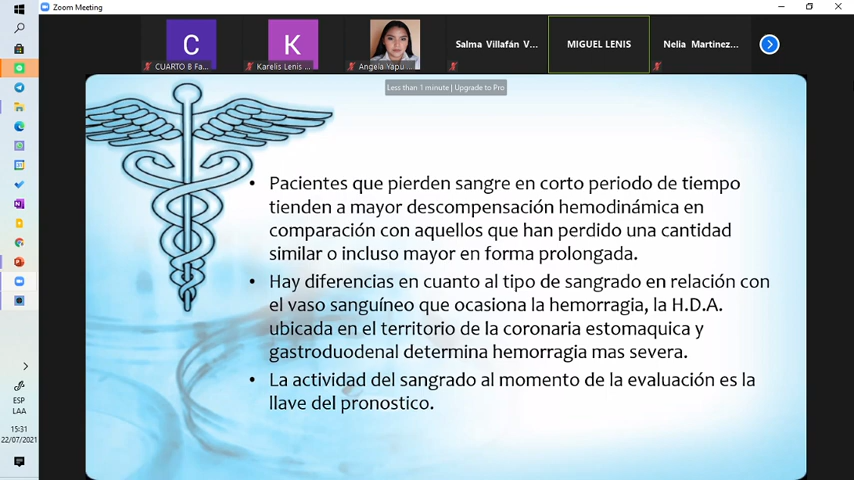 Zoom Meeting
C
K
CUARTO B Fa...
Karelis Lenis ...
Angela Yapu ...
Salma Villafán V...
MIGUEL LENIS
Nelia Martinez...
Less than 1 minute | Upgrade to Pro
• Pacientes que pierden sangre en corto periodo de tiempo
tienden a mayor descompensación hemodinámica en
comparación con aquellos que han perdido una cantidad
similar o incluso mayor en forma prolongada.
• Hay diferencias en cuanto al tipo de sangrado en relación con
el vaso sanguíneo que ocasiona la hemorragia, la H.D.A.
ubicada en el territorio de la coronaria estomaquica y
gastroduodenal determina hemorragia mas severa.
• La actividad del sangrado al momento de la evaluación es la
llave del pronostico.
ESP
LAA
15:31
22/07/2021